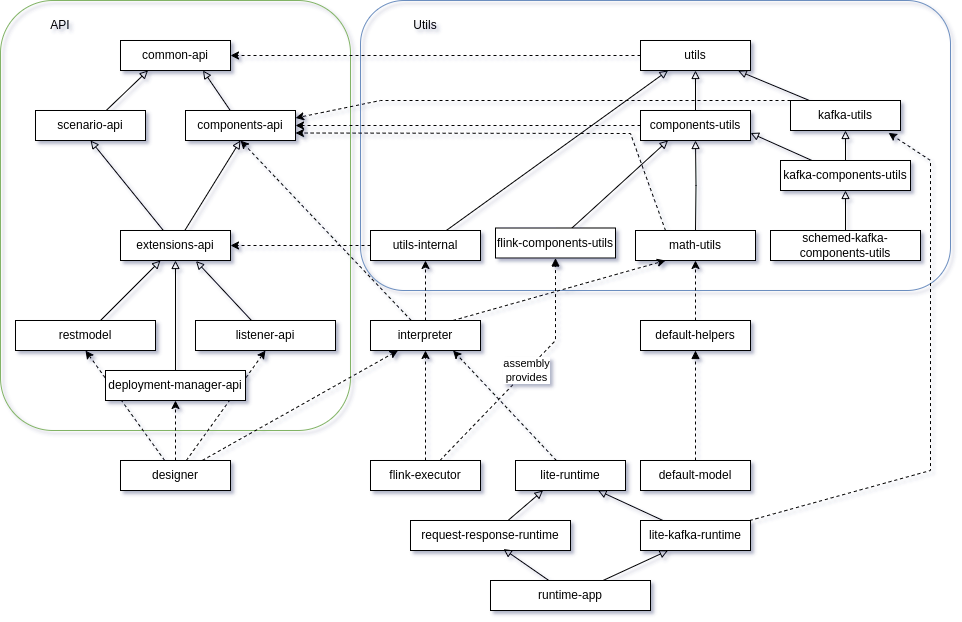 API
Utils
common-api
utils
scenario-api
components-api
components-utils
kafka-utils
kafka-components-utils
extensions-api
utils-internal
flink-components-utils
math-utils
schemed-kafka-
components-utils
restmodel
listener-api
interpreter
default-helpers
assembly
provides
deployment-manager-api
designer
flink-executor
lite-runtime
default-model
request-response-runtime
lite-kafka-runtime
runtime-app